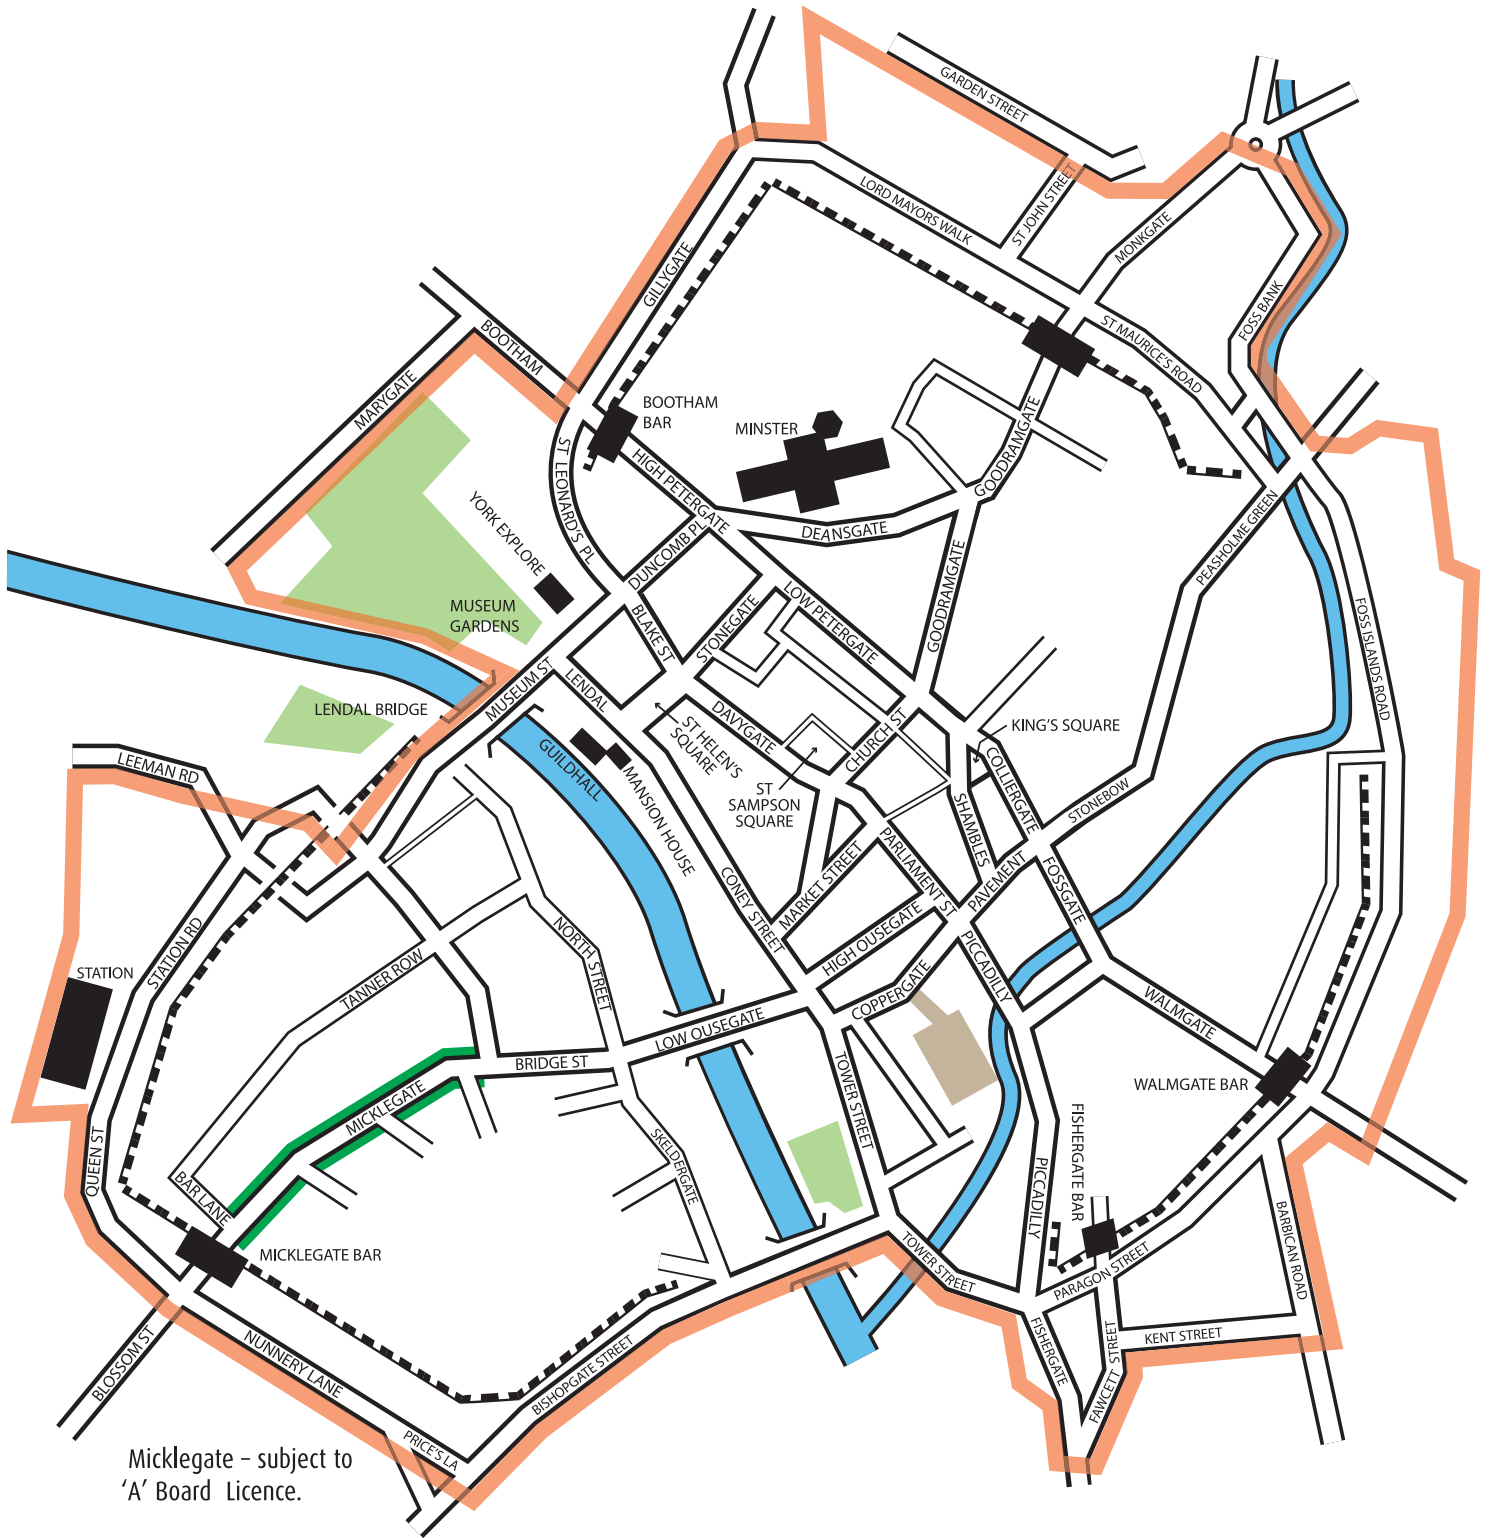 GARDEN STREET
LORD MAYORS WALK
ST JOHN STREET
MONKGATE
GILLYGATE
FOSS BANK
BOOTHAM
ST MAURICE'S ROAD
MARYGATE
BOOTHAM
BAR
MINSTER
GOODRAMGATE
ST LEONARD'S PL
HIGH PETERGATE
YORK EXPLORE
DUNCOMB PL
DEANSGATE
PEASHOLME GREEN
MUSEUM
GARDENS
BLAKE ST
STONEGATE
LOW PETERGATE
GOODRAMGATE
FOSS ISLANDS ROAD
MUSEUM ST
LENDAL
LENDAL BRIDGE
DAVYGATE
ST HELEN'S
SQUARE
CHURCH ST
KING'S SQUARE
COLLIERGATE
LEEMAN RD
GUILDHALL
MANSION HOUSE
ST
SAMPSON
SQUARE
SHAMBLES
STONEBOW
STATION RD
CONEY STREET
MARKET STREET
PARLIAMENT ST
PAVEMENT
FOSSGATE
STATION
TANNER ROW
NORTH STREET
HIGH OUSEGATE
PICCADILLY
COPPERGATE
WALMGATE
LOW OUSEGATE
BRIDGE ST
MICKLEGATE
TOWER STREET
WALMGATE BAR
FISHERGATE BAR
QUEEN ST
BAR LANE
SKELDERGATE
PICCADILLY
BARBICAN ROAD
MICKLEGATE BAR
TOWER STREET
PARAGON STREET
BLOSSOM ST
NUNNERY LANE
BISHOPGATE STREET
FISHERGATE
FAWCETT STREET
KENT STREET
PRICE'S LA
Micklegate – subject to
‘A’ Board Licence.